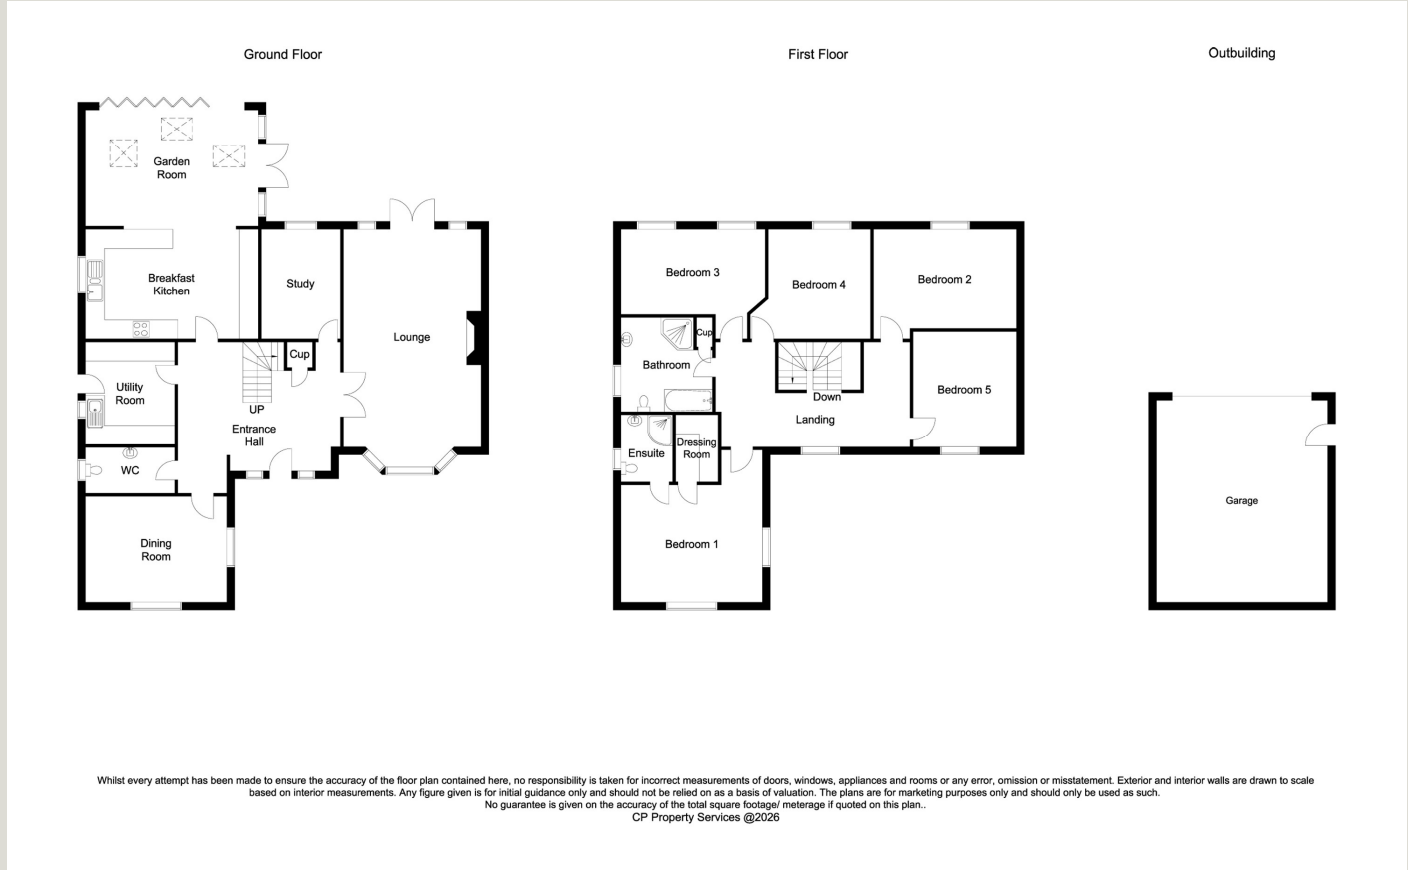 Ground Floor
First Floor
Outbuilding
Garden
Room
Breakfast
Kitchen
Study
Lounge
Cup
Utility
Room
UP
Entrance
Hall
WC
Dining
Room
Bedroom 3
Bedroom 4
Bedroom 2
Cup
Bathroom
Bedroom 5
Down
Landing
Dressing
Room
Ensuite
Bedroom 1
Garage
Whilst every attempt has been made to ensure the accuracy of the floor plan contained here, no responsibility is taken for incorrect measurements of doors, windows, appliances and rooms or any error, omission or misstatement. Exterior and interior walls are drawn to scale
based on interior measurements. Any figure given is for initial guidance only and should not be relied on as a basis of valuation. The plans are for marketing purposes only and should only be used as such.
No guarantee is given on the accuracy of the total square footage/ meterage if quoted on this plan..
CP Property Services @2026